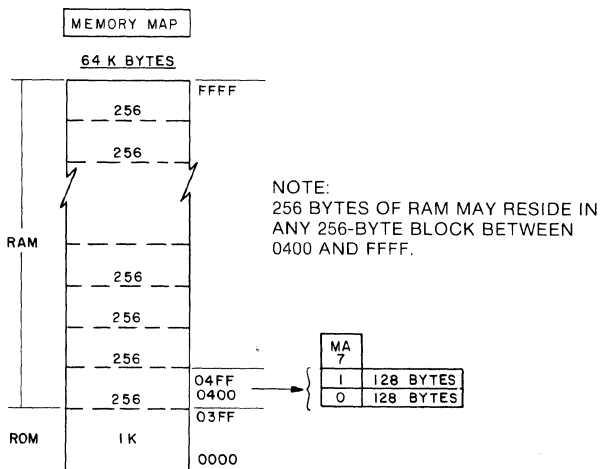 MEMORY MAP
64 K BYTES
FFFF
256
256
NOTE:
256 BYTES OF RAM MAY RESIDE IN
ANY 256-BYTE BLOCK BETWEEN
0400 AND FFFF.
RAM
256
256
256
MA
7
04FF
1 128 BYTES
0400
0 128 BYTES
256
03FF
ROM
1K
0000